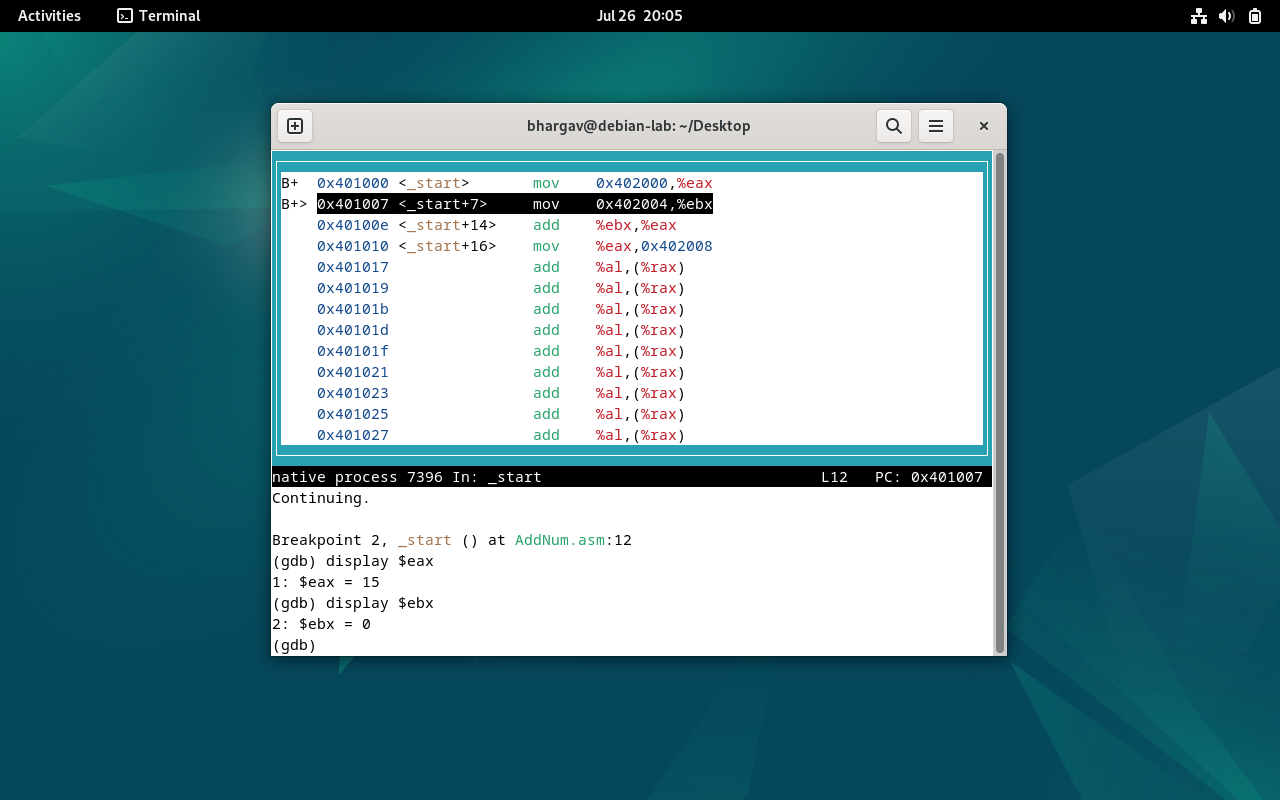 Activities Terminal Jul 26 20:05
bhargav@debian-lab: ~/Desktop
B+ 0x401000 <_start> mov 0x402000,%eax
B+> 0x401007 <_start+7> mov 0x402004,%ebx
0x40100e <_start+14> add %ebx,%eax
0x401010 <_start+16> mov %eax,0x402008
0x401017 add %al,(%rax)
0x401019 add %al,(%rax)
0x40101b add %al,(%rax)
0x40101d add %al,(%rax)
0x40101f add %al,(%rax)
0x401021 add %al,(%rax)
0x401023 add %al,(%rax)
0x401025 add %al,(%rax)
0x401027 add %al,(%rax)
native process 7396 In: _start L12 PC: 0x401007
Continuing.
Breakpoint 2, _start () at AddNum.asm:12
(gdb) display $eax
1: $eax = 15
(gdb) display $ebx
2: $ebx = 0
(gdb)